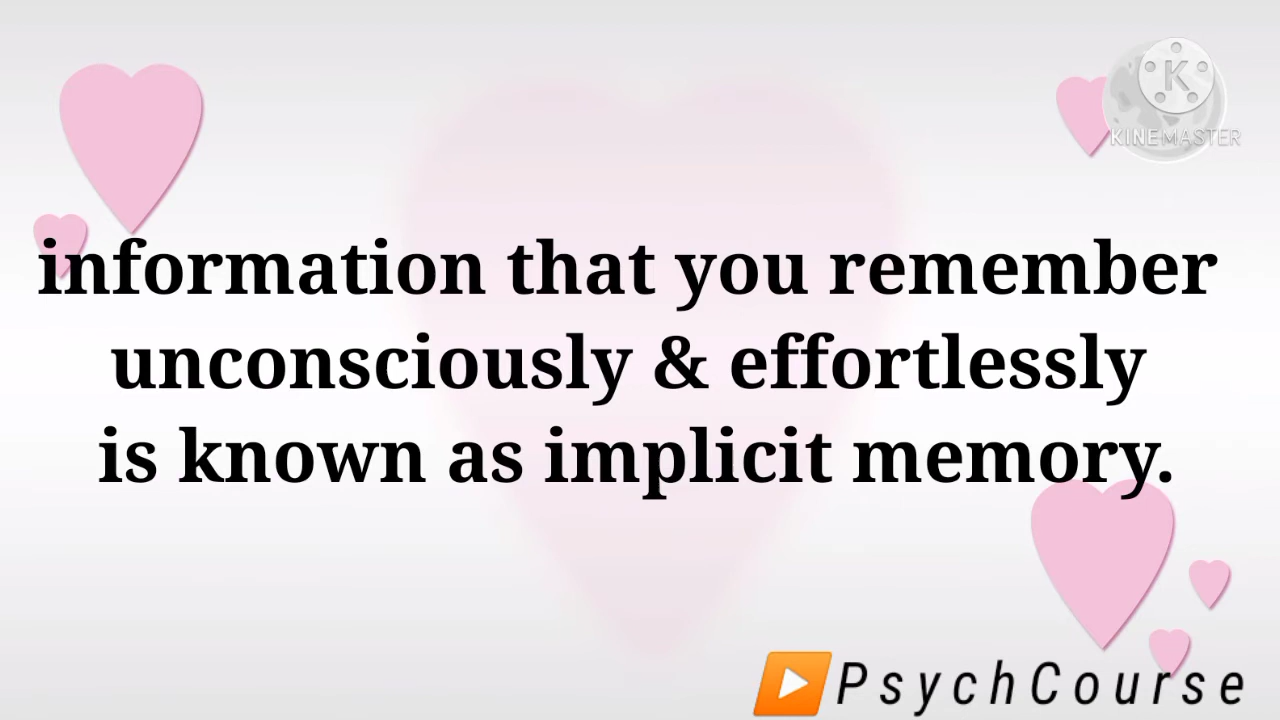 K
KINEMASTER
information that you remember
unconsciously & effortlessly
is known as implicit memory.
PsychCourse